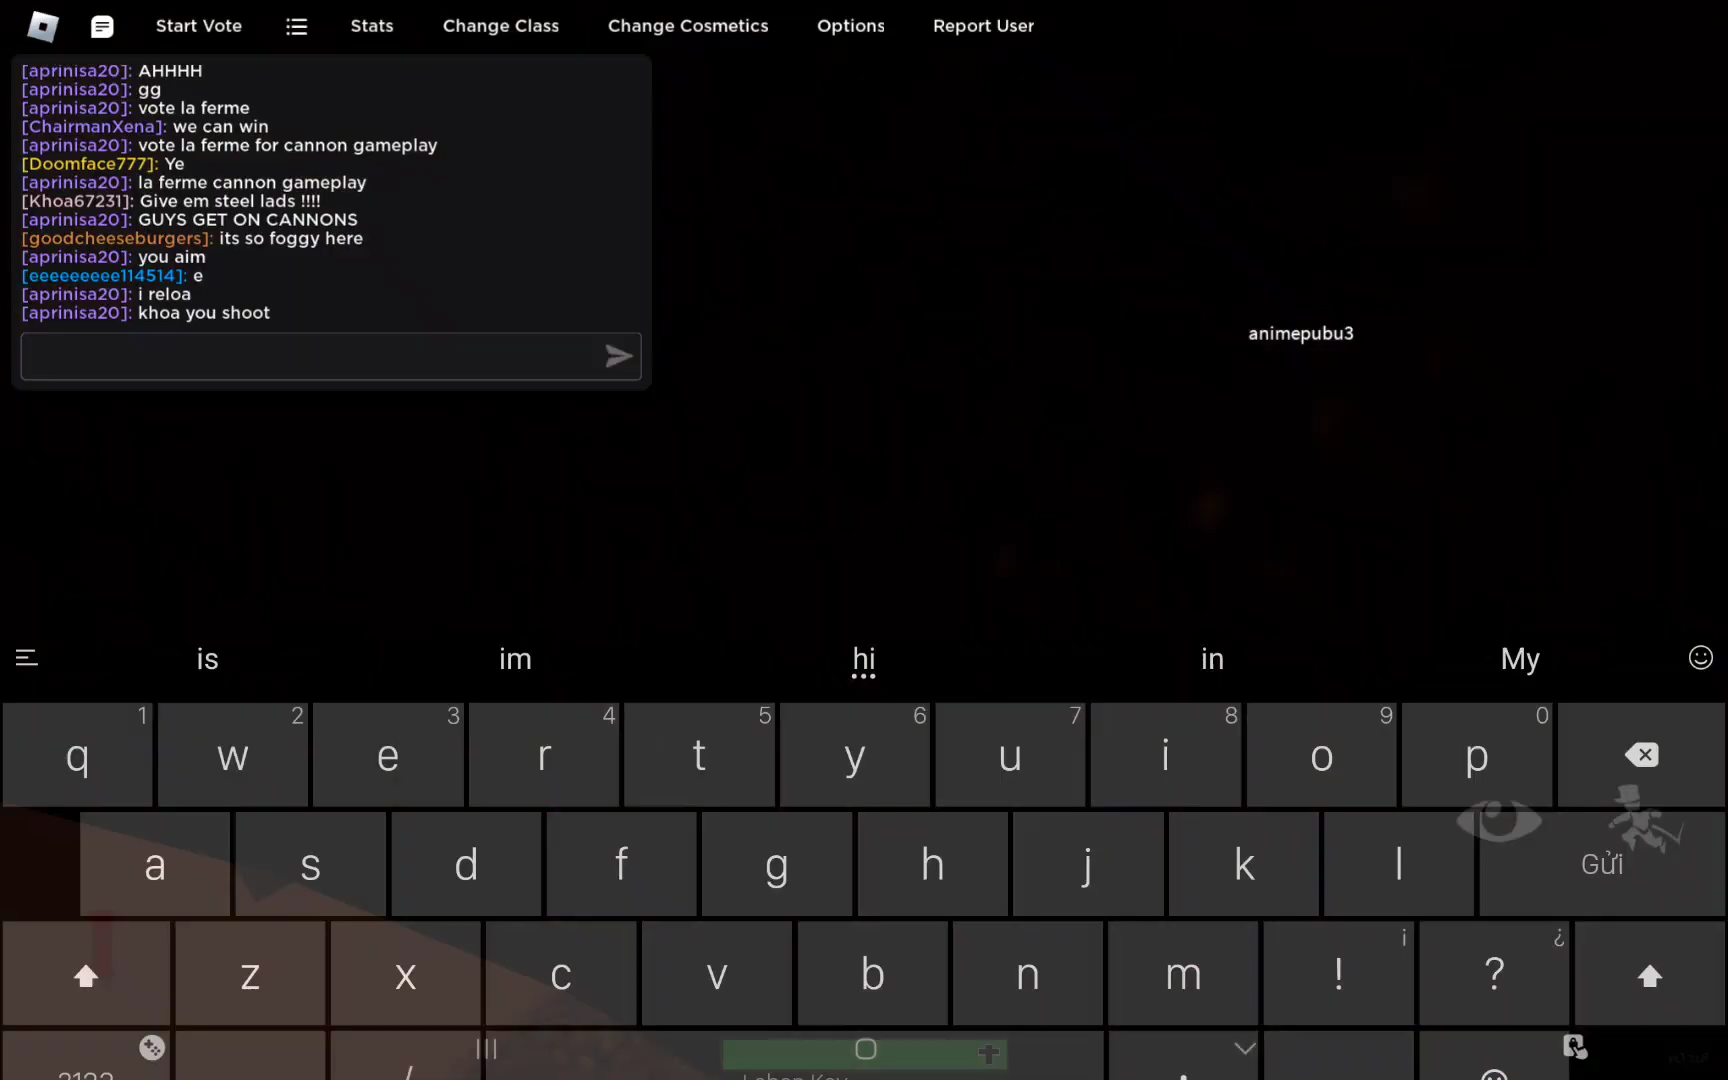 Start Vote
Stats
Change Class
Change Cosmetics
Options
Report User
[aprinisa20]: AHHHH
[aprinisa20]: gg
[aprinisa20]: vote la ferme
[ChairmanXena]: we can win
[aprinisa20]: vote la ferme for cannon gameplay
[Doomface777]: Ye
[aprinisa20]: la ferme cannon gameplay
[Khoa67231]: Give em steel lads !!!!
[aprinisa20]: GUYS GET ON CANNONS
[goodcheeseburgers]: its so foggy here
[aprinisa20]: you aim
[eeeeeeeee114514]: e
[aprinisa20]: i reloa
[aprinisa20]: khoa you shoot
animepubu3
is im hi in My
1 2 3 4 5 6 7 8 9 0
q w e r t y u i o p
a s d f g h j k l Gửi
¡ ¿
z x c v b n m ! ?
/